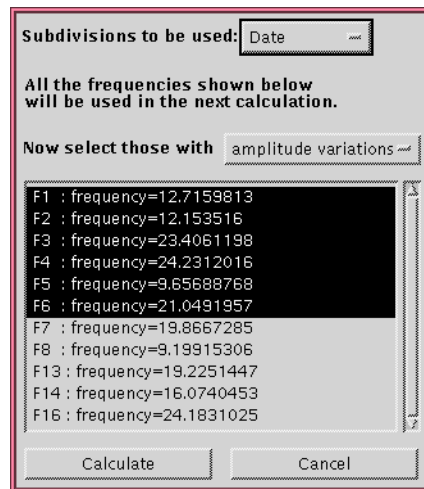 Subdivisions to be used: Date
All the frequencies shown below
will be used in the next calculation.
Now select those with amplitude variations
F1 : frequency=12.7159813
F2 : frequency=12.153516
F3 : frequency=23.4061198
F4 : frequency=24.2312016
F5 : frequency=9.65688768
F6 : frequency=21.0491957
F7 : frequency=19.8667285
F8 : frequency=9.19915306
F13 : frequency=19.2251447
F14 : frequency=16.0740453
F16 : frequency=24.1831025
Calculate Cancel